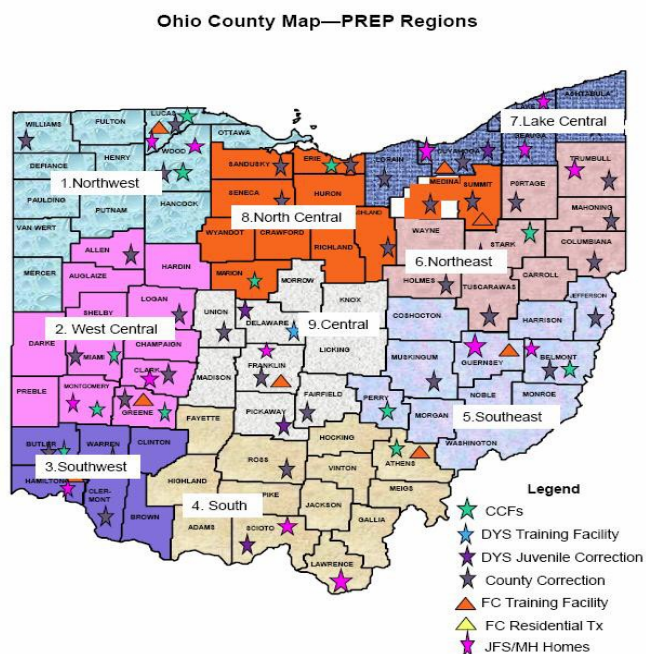 Ohio County Map—PREP Regions
ASHTABULA
7.Lake Central
LUCAS
WILLIAMS
FULTON
OTTAWA
GEAUGA
CUYAHOGA
TRUMBULL
WOOD
HENRY
DEFIANCE
SANDUSKY
ERIE
LORAIN
1.Northwest
MEDINA
SUMMIT
PORTAGE
PAULDING
SENECA
HURON
MAHONING
HANCOCK
PUTNAM
8.North Central
VAN WERT
WYANDOT
CRAWFORD
RICHLAND
ASHLAND
WAYNE
STARK
COLUMBIANA
ALLEN
6.Northeast
HARDIN
MARION
MERCER
AUGLAIZE
MORROW
HOLMES
TUSCARAWAS
CARROLL
KNOX
JEFFERSON
LOGAN
UNION
DELAWARE
COSHOCTON
HARRISON
SHELBY
9.Central
2. West Central
DARKE
CHAMPAIGN
LICKING
MIAMI
MUSKINGUM
GUERNSEY
BELMONT
CLARK
MADISON
FRANKLIN
PREBLE
MONTGOMERY
FAIRFIELD
PERRY
NOBLE
MONROE
GREENE
PICKAWAY
MORGAN
5.Southeast
FAYETTE
WASHINGTON
BUTLER
WARREN
CLINTON
HOCKING
3.Southwest
ROSS
ATHENS
VINTON
HAMILTON
HIGHLAND
MEIGS
CLER-
MONT
PIKE
JACKSON
4. South
BROWN
ADAMS
SCIOTO
GALLIA
LAWRENCE
Legend
CCFs
DYS Training Facility
DYS Juvenile Correction
County Correction
FC Training Facility
FC Residential Tx
JFS/MH Homes